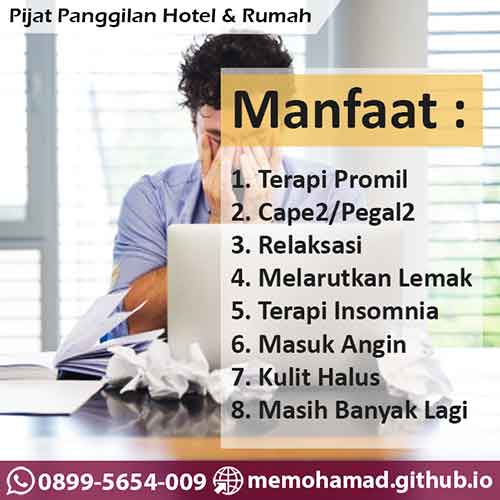 Pijat Panggilan Hotel & Rumah
Manfaat :
1. Terapi Promil
2. Cape2/Pegal2
3. Relaksasi
4. Melarutkan Lemak
5. Terapi Insomnia
6. Masuk Angin
7. Kulit Halus
8. Masih Banyak Lagi
0899-5654-009 memohamad.github.io